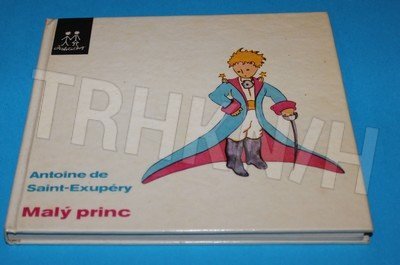 Antoine de
Saint-Exupéry
Malý princ
TRHKNIH